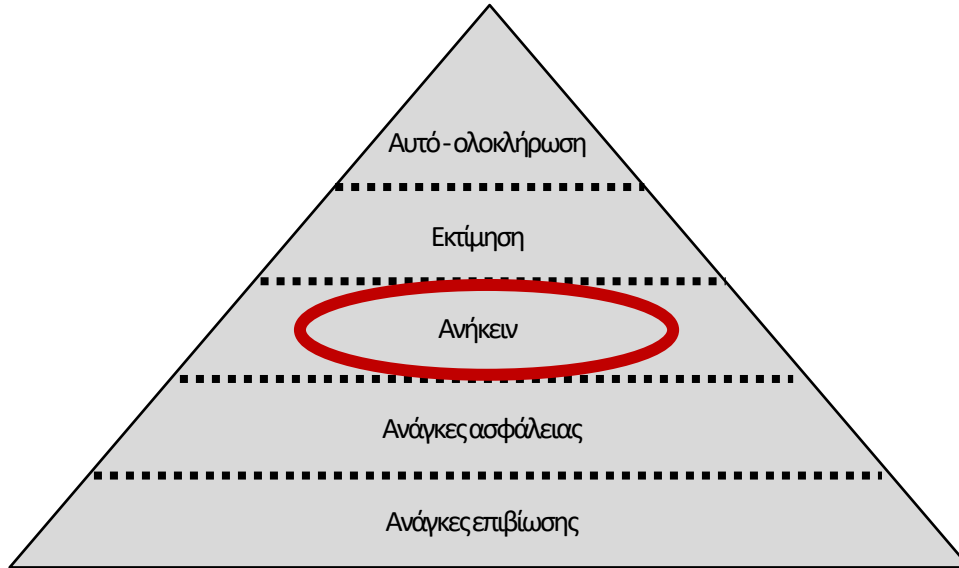 Αυτό - ολοκλήρωση
Εκτίμηση
Ανήκειν
Ανάγκες ασφάλειας
Ανάγκες επιβίωσης